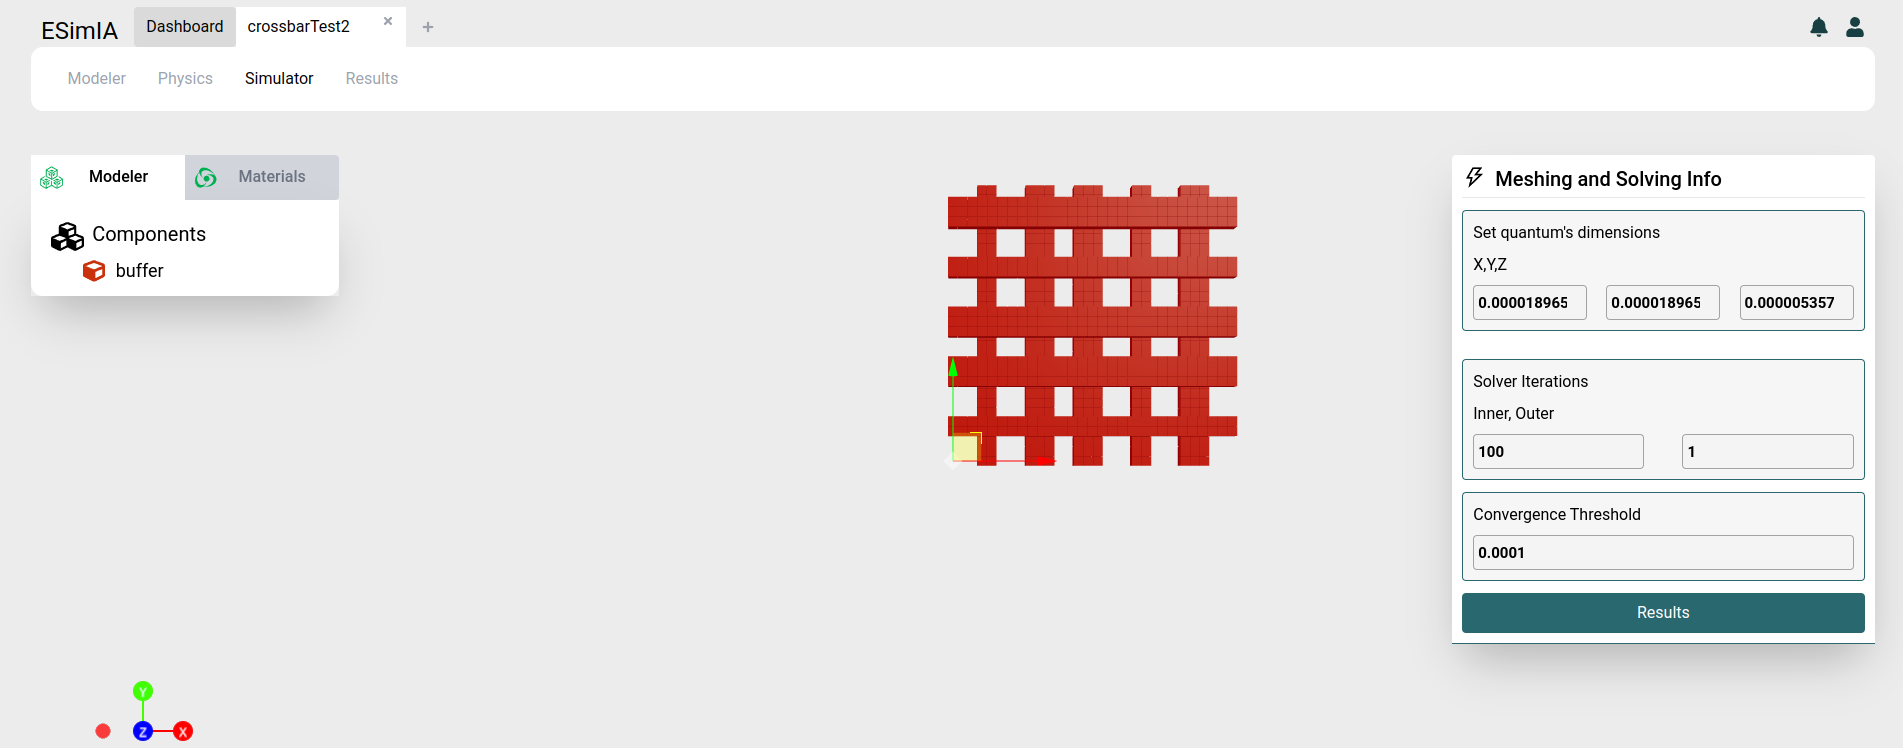 ESimIA
Dashboard
crossbarTest2
Modeler Physics Simulator Results
Modeler
Materials
Components
buffer
Meshing and Solving Info
Set quantum's dimensions
X,Y,Z
0.000018965 0.000018965 0.000005357
Solver Iterations
Inner, Outer
100 1
Convergence Threshold
0.0001
Results
Y
Z X